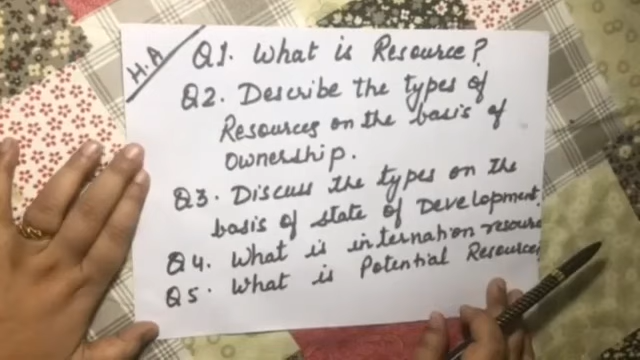 H.A
Q1. What is Resource?
Q2. Describe the types of
Resources on the basis of
ownership.
Q3. Discuss the types on the
basis of state of Development.
Q4. What is internation resource
Q5. What is Potential Resource?